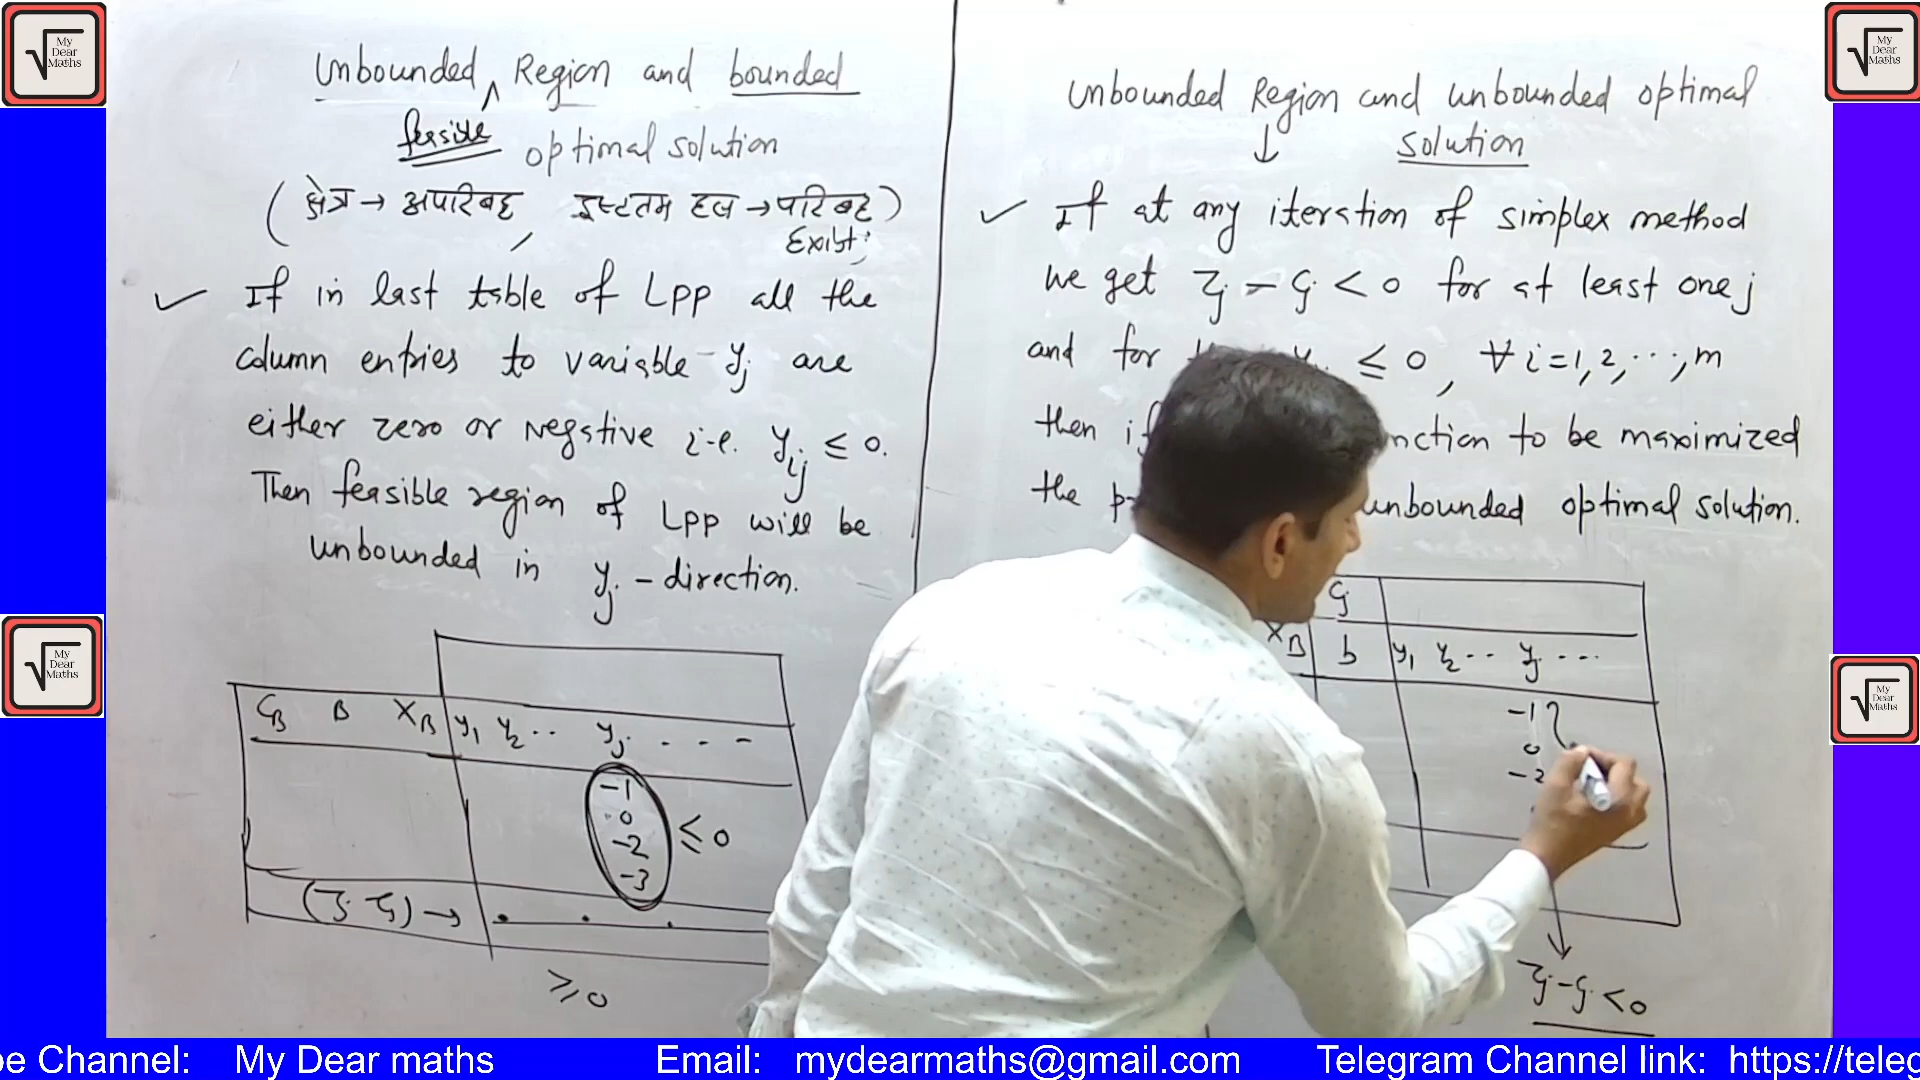 Unbounded Region and bounded
feasible
optimal solution
(क्षेत्र → अपरिबद्ध, इष्टतम हल → परिबद्ध)
Exist;
✓ If in last table of Lpp all the
column entries to variable yj are
either zero or negative i.e. yij ≤ 0.
Then feasible region of Lpp will be
unbounded in yj - direction.
CB B XB y1 y2 .. yj . - - -
-1
0
-2
-3
≤ 0
(zj-cj) →
≥ 0
Unbounded Region and unbounded optimal
solution
✓ If at any iteration of simplex method
we get zj - cj < 0 for at least one j
and for ≤ 0, ∀ i=1,2,...,m
then if nction to be maximized
the unbounded optimal solution.
cj
XB b y1 y2 -- yj ---
-1
0
-2
zj-cj < 0
My Dear Maths
My Dear Maths
My Dear Maths
My Dear Maths
be Channel: My Dear maths Email: mydearmaths@gmail.com Telegram Channel link: https://teleg